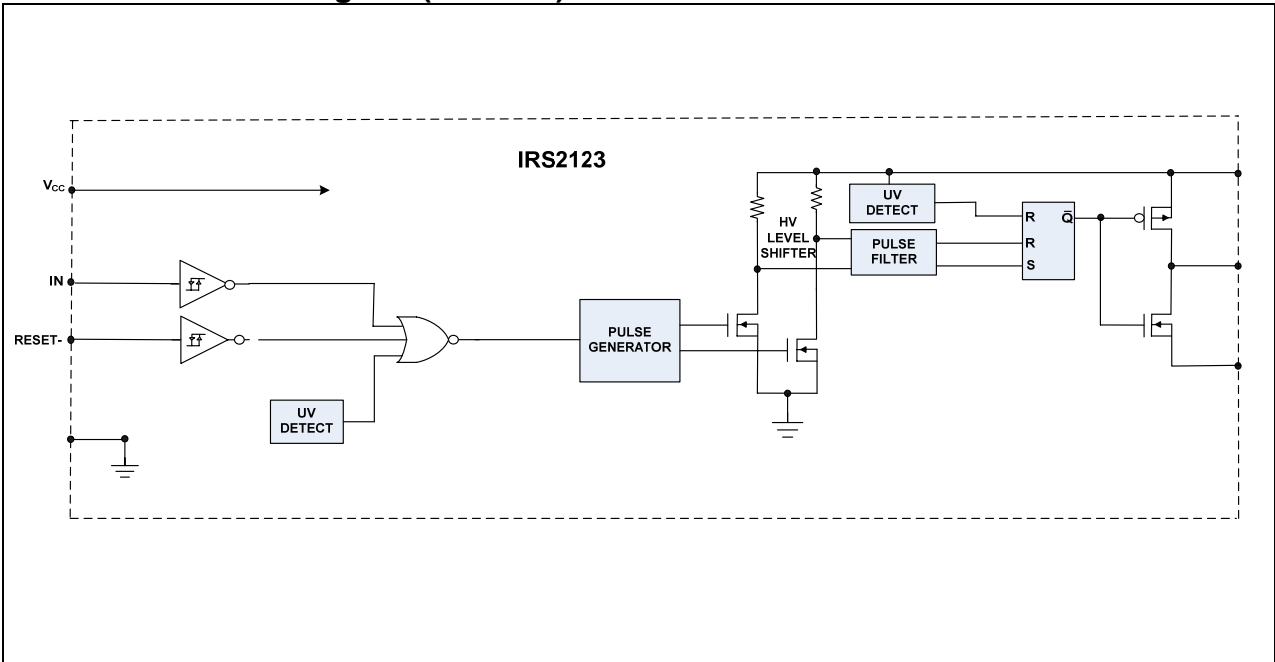 IRS2123
VCC
IN
RESET-
UV
DETECT
PULSE
GENERATOR
HV
LEVEL
SHIFTER
UV
DETECT
PULSE
FILTER
R
R
S
Q̅